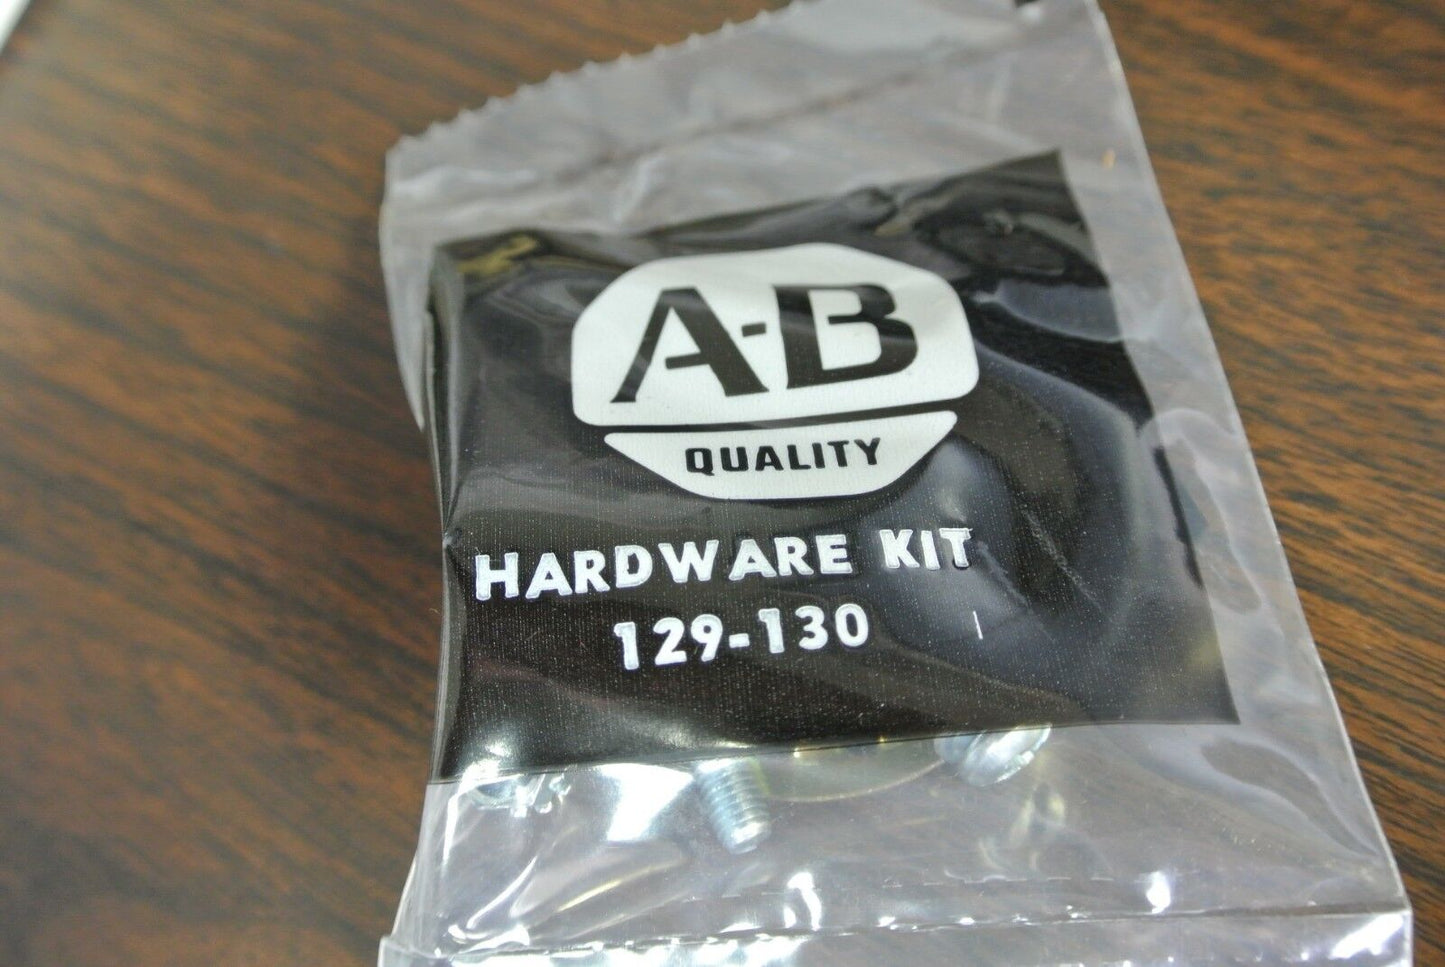 A-B
QUALITY
HARDWARE KIT
129-130